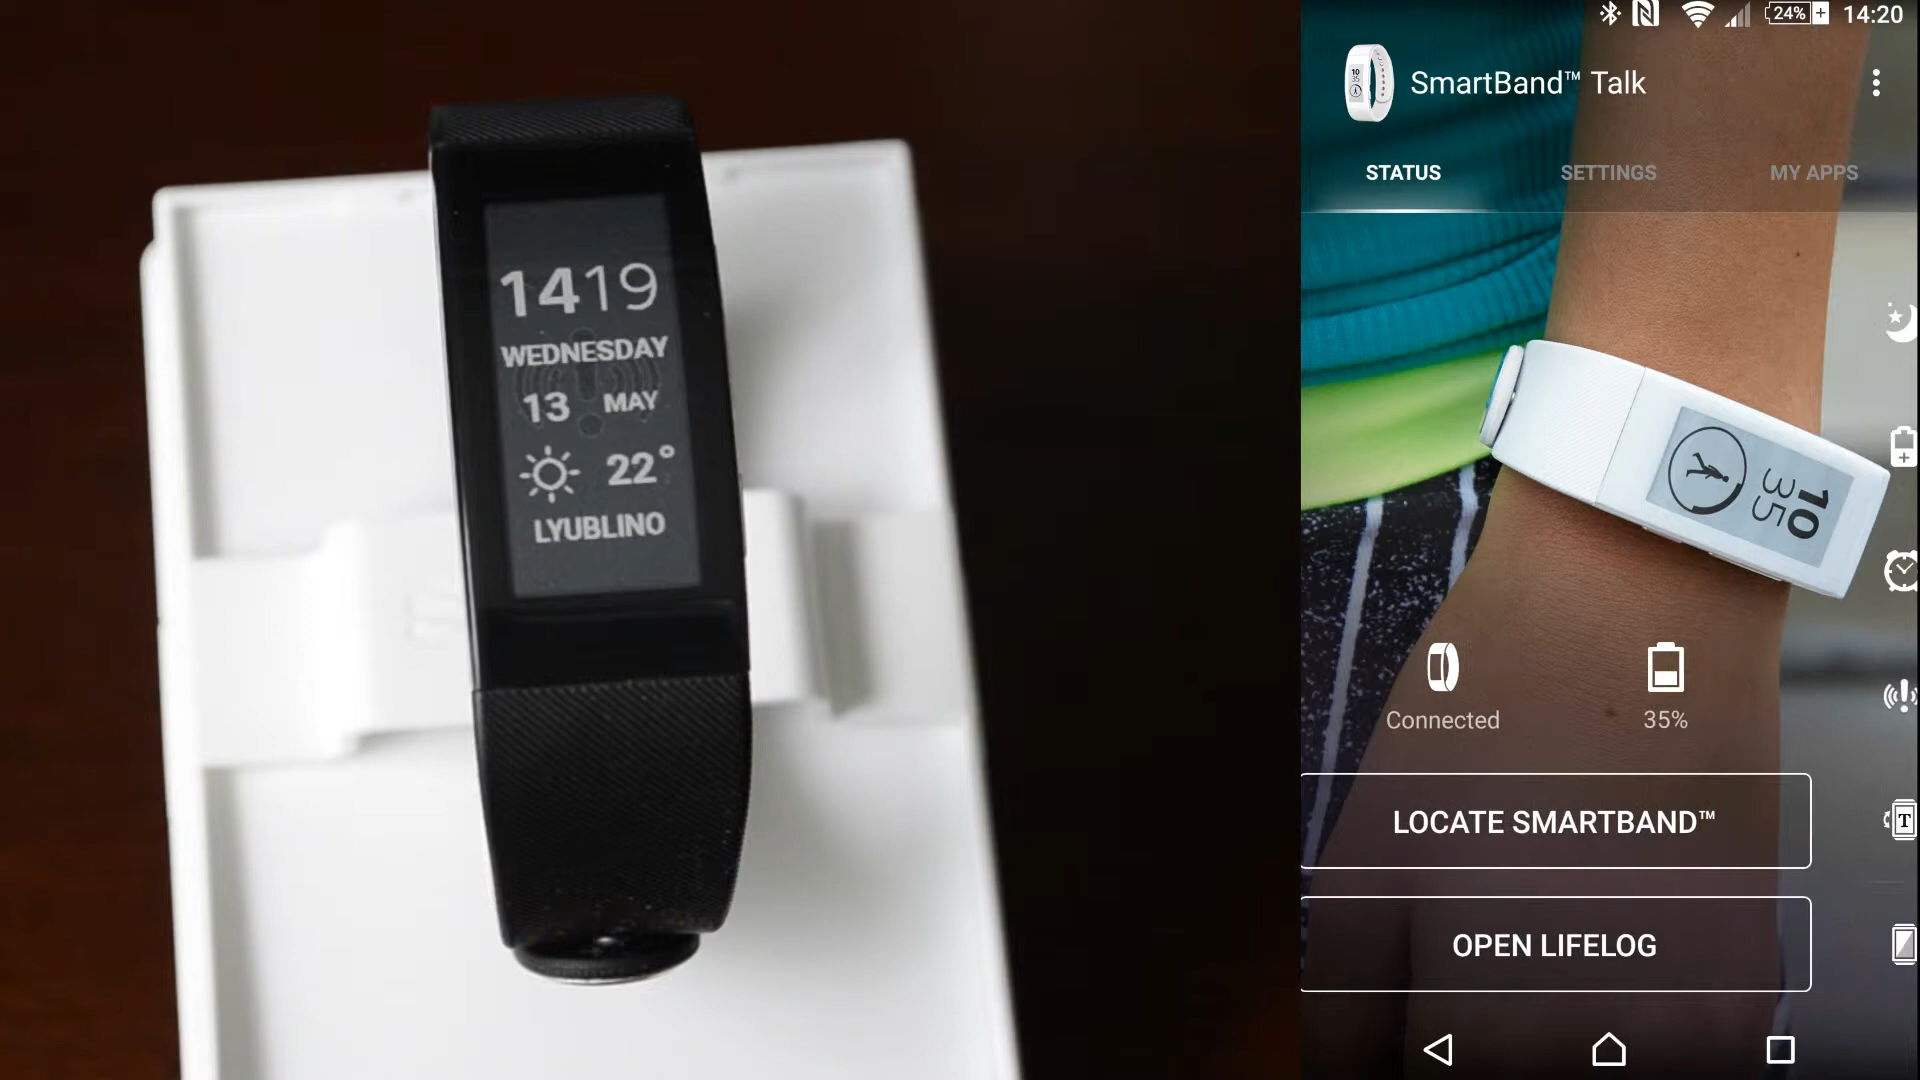 1419
WEDNESDAY
13 MAY
22°
LYUBLINO
24% 14:20
SmartBand™ Talk
STATUS SETTINGS MY APPS
10
35
Connected 35%
LOCATE SMARTBAND™
T
OPEN LIFELOG